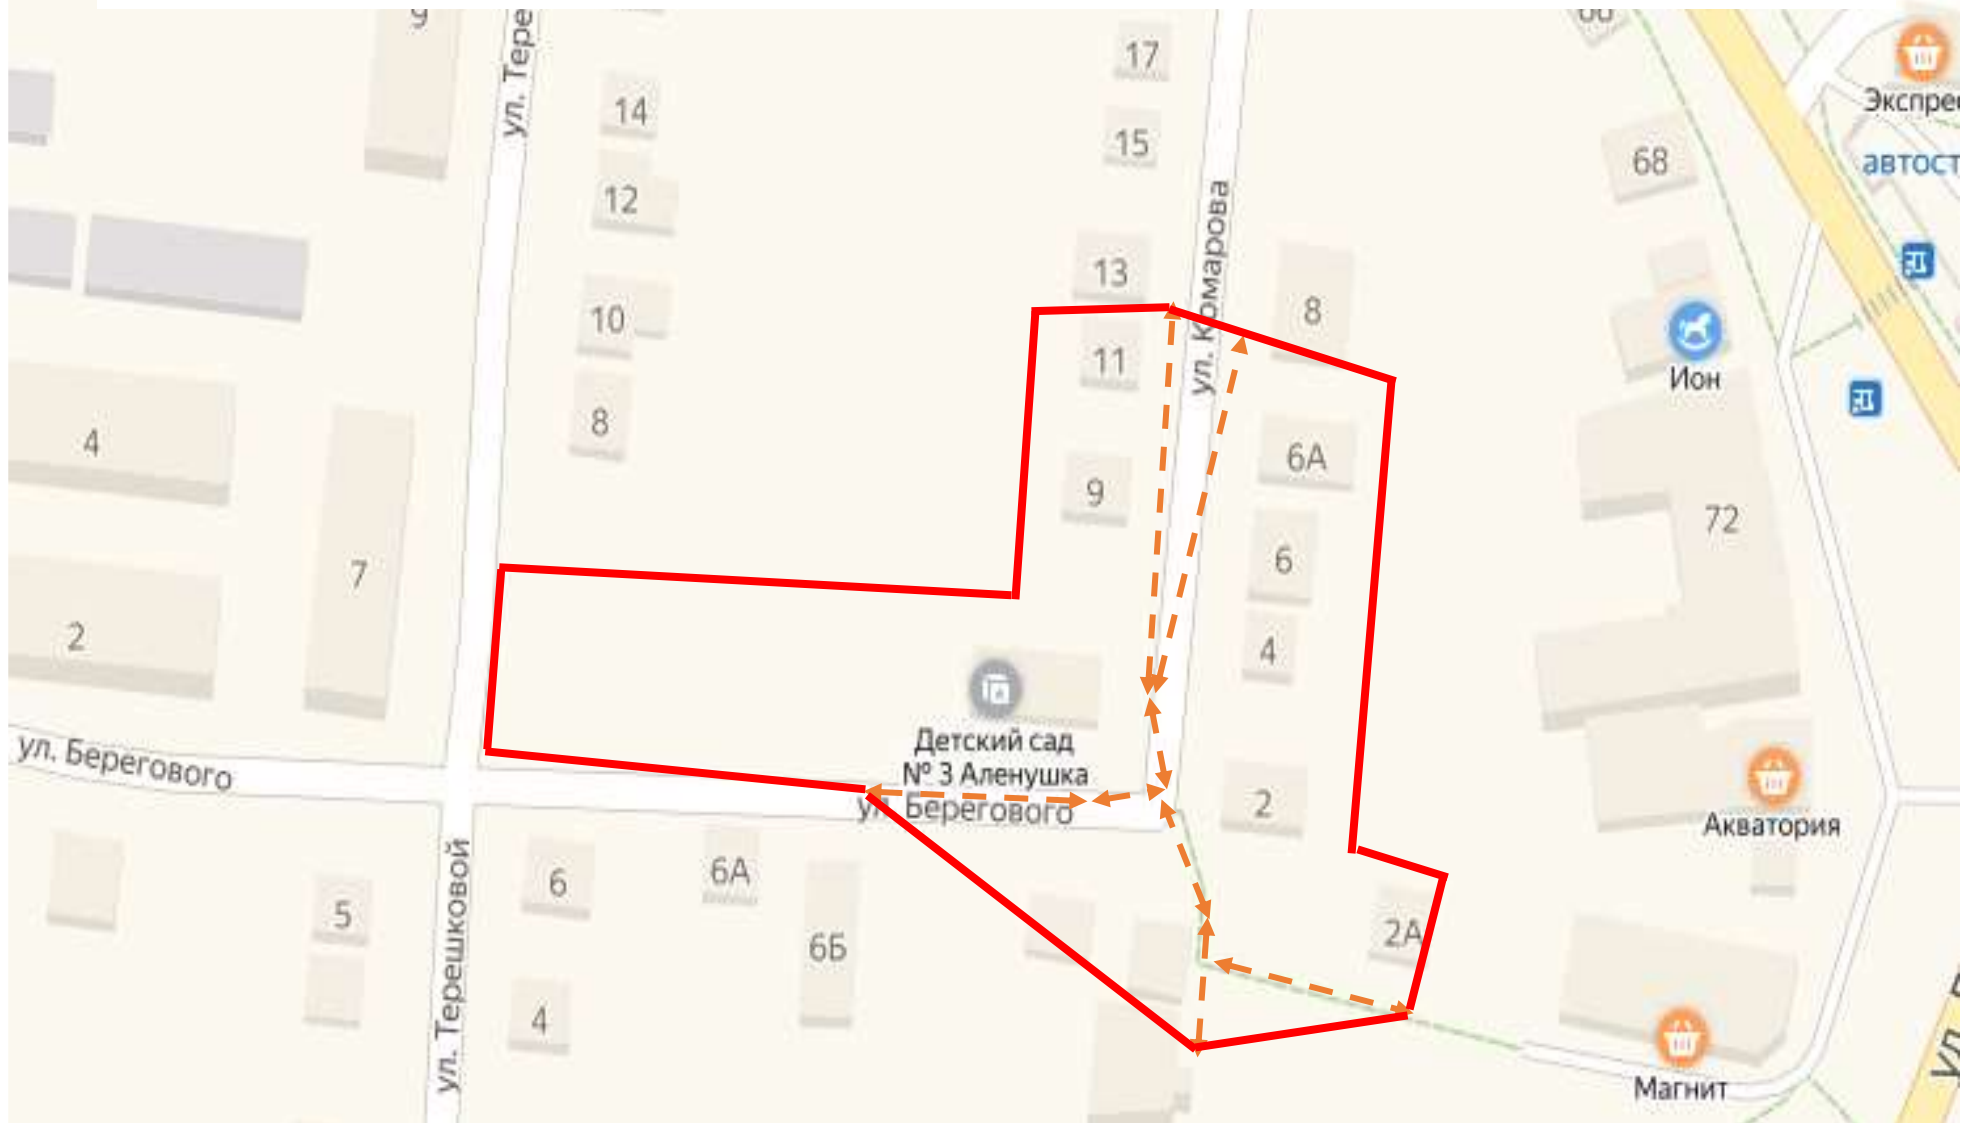 9
ул. Тере
17
14
15
Экспре
автост
68
12
ул. Комарова
13
8
10
11
Ион
8
4
6А
9
72
6
7
2
4
Детский сад
№ 3 Аленушка
ул. Берегового
ул. Берегового
2
Акватория
6
6А
5
2А
6Б
ул. Терешковой
4
Магнит